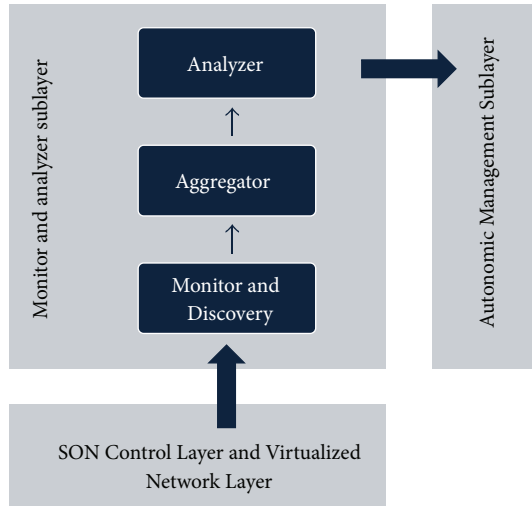 Monitor and analyzer sublayer
Analyzer
Aggregator
Monitor and
Discovery
Autonomic Management Sublayer
SON Control Layer and Virtualized
Network Layer